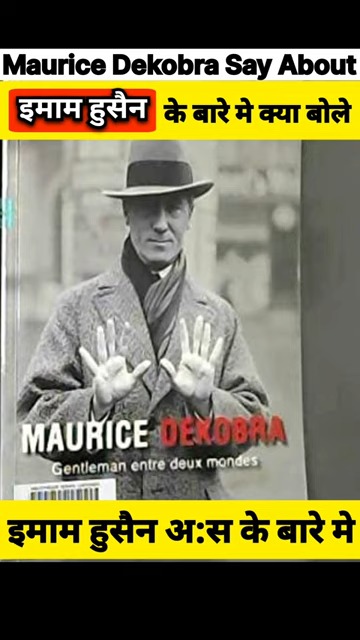 Maurice Dekobra Say About
इमाम हुसैन के बारे मे क्या बोले
MAURICE DEKOBRA
Gentleman entre deux mondes
इमाम हुसैन अ:स के बारे मे